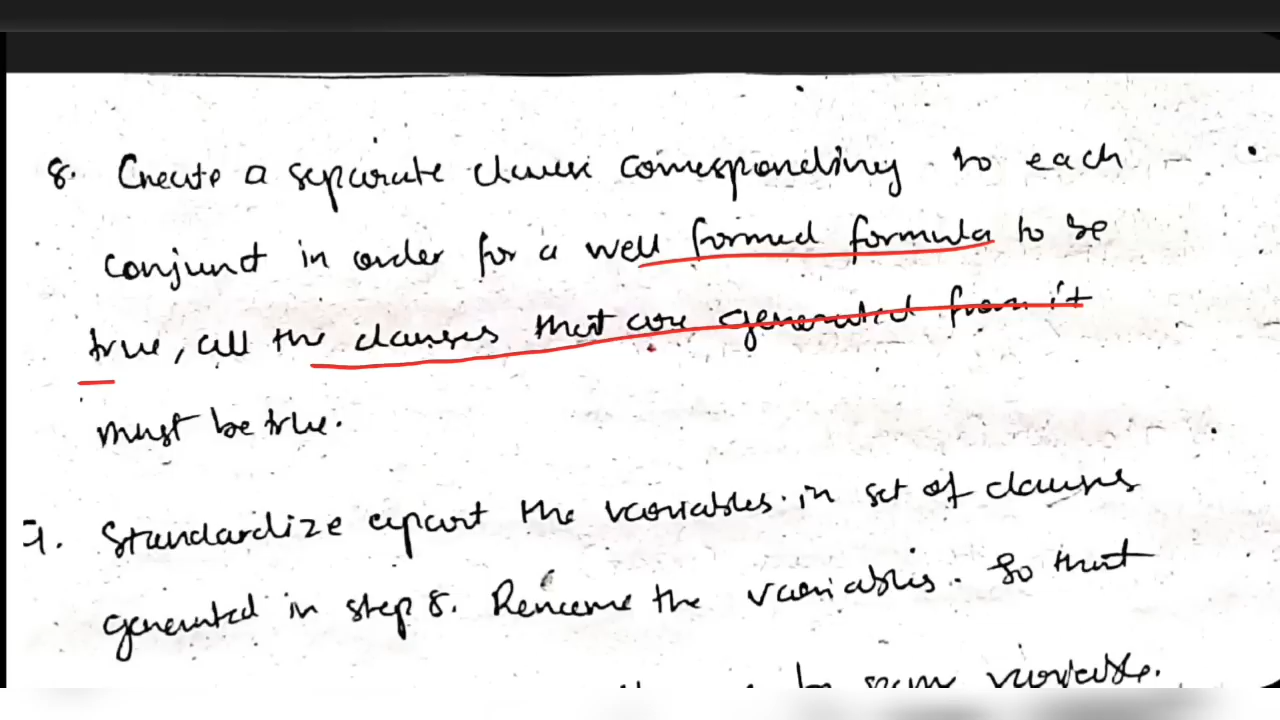 8. Create a separate clause corresponding to each
conjunct in order for a well formed formula to be
true, all the clauses that are generated from it
must be true.
9. Standardize apart the variables in set of clauses
generated in step 8. Rename the variables. So that
same variable.